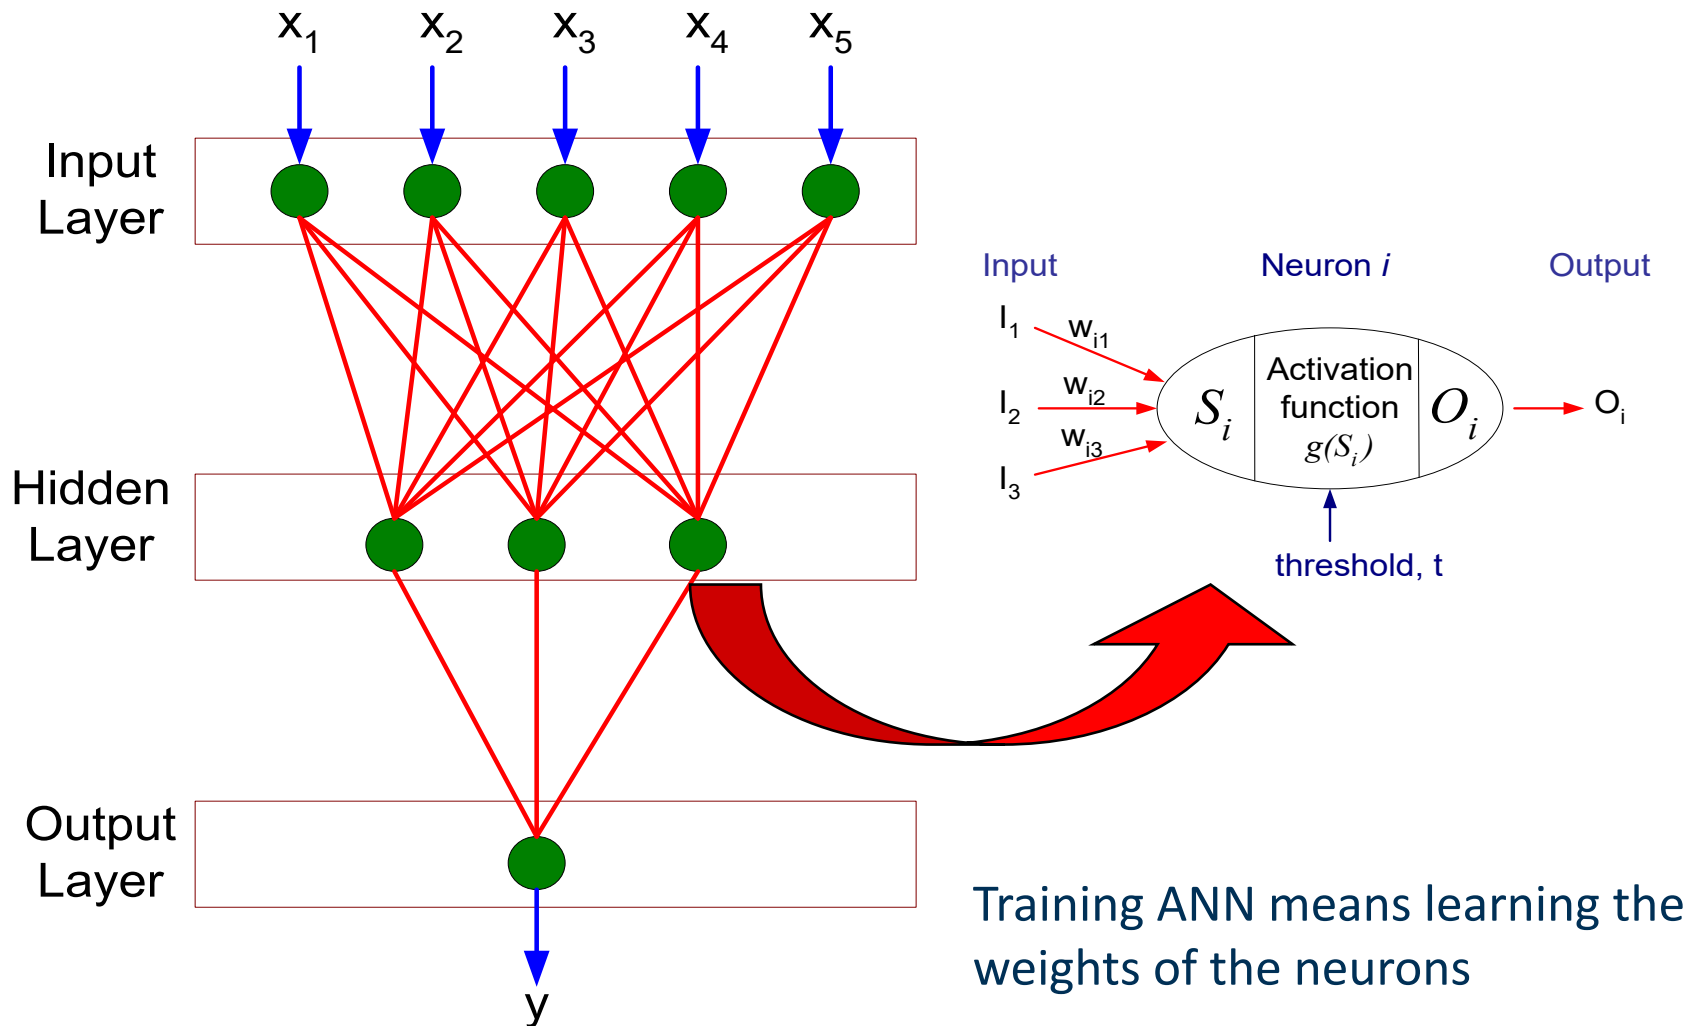 x1 x2 x3 x4 x5
Input
Layer
Hidden
Layer
Output
Layer
y
Input Neuron i Output
I1 wi1
I2 wi2
I3 wi3
Si
Activation
function
g(Si)
Oi
Oi
threshold, t
Training ANN means learning the
weights of the neurons